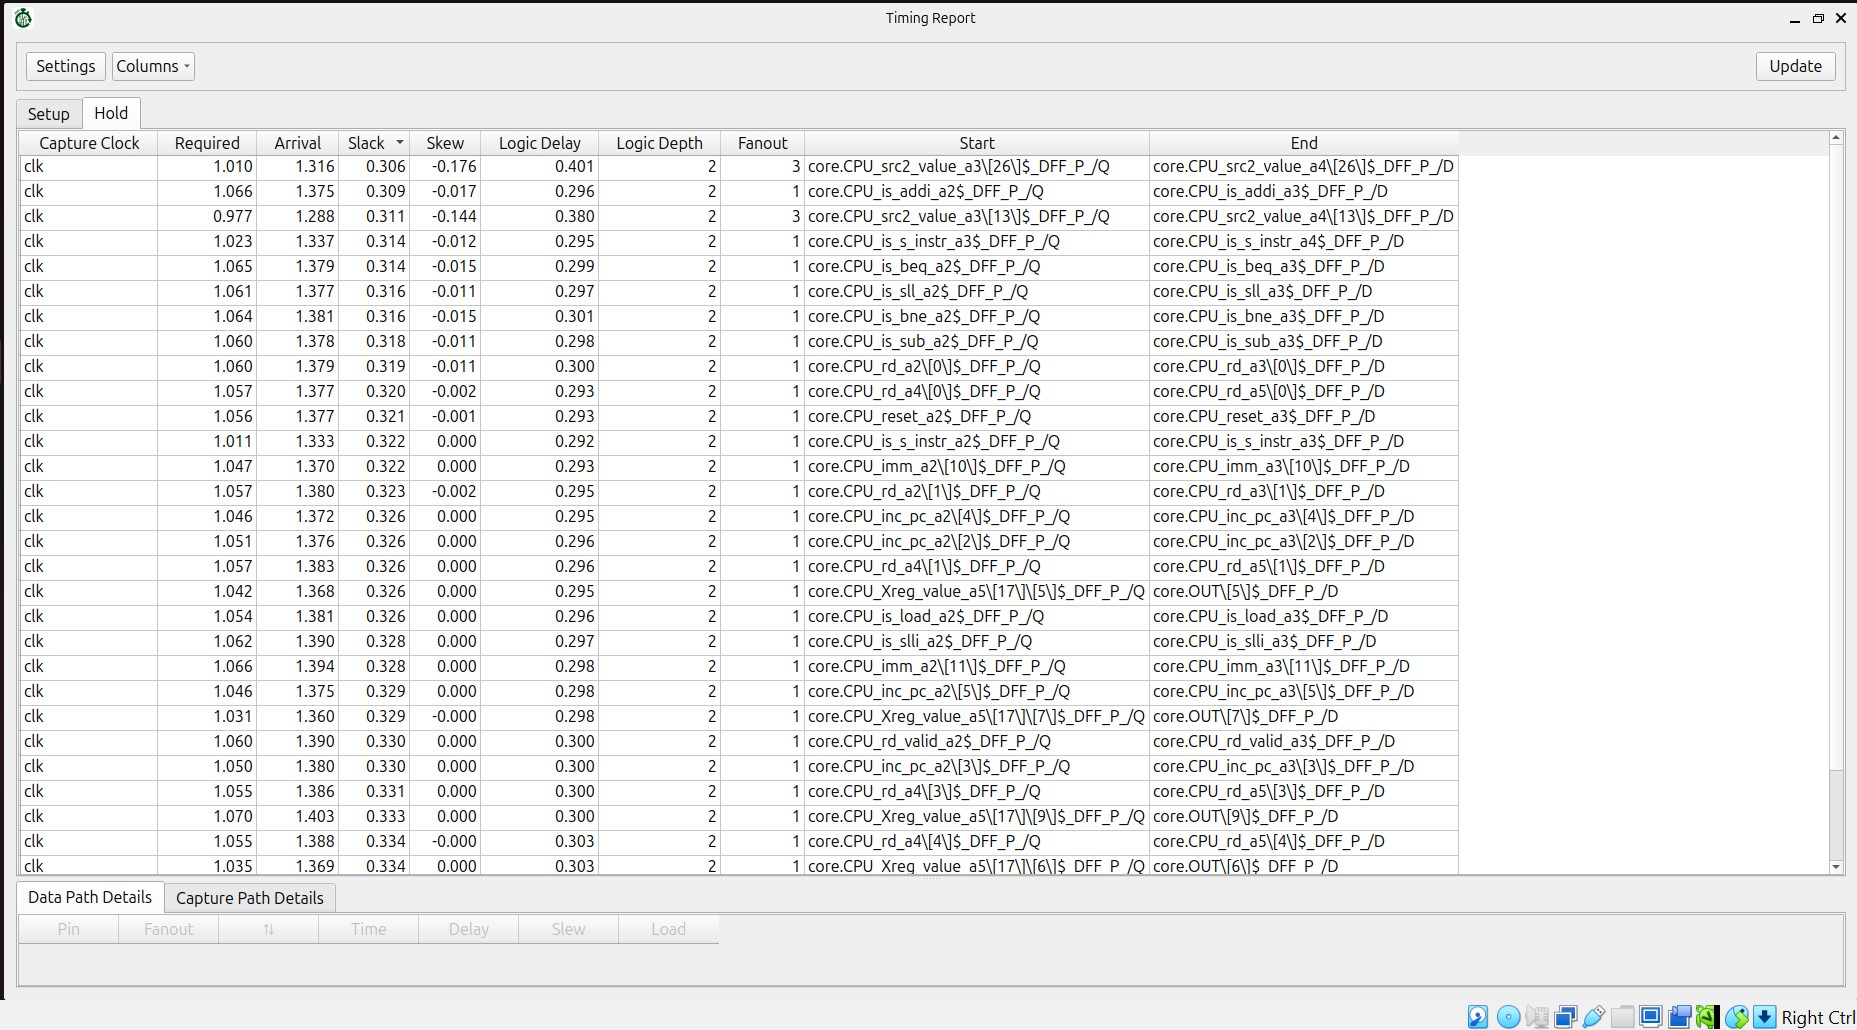 Timing Report
Settings Columns Update
Setup Hold
Capture Clock Required Arrival Slack Skew Logic Delay Logic Depth Fanout Start End
clk 1.010 1.316 0.306 -0.176 0.401 2 3 core.CPU_src2_value_a3\[26\]$_DFF_P_/Q core.CPU_src2_value_a4\[26\]$_DFF_P_/D
clk 1.066 1.375 0.309 -0.017 0.296 2 1 core.CPU_is_addi_a2$_DFF_P_/Q core.CPU_is_addi_a3$_DFF_P_/D
clk 0.977 1.288 0.311 -0.144 0.380 2 3 core.CPU_src2_value_a3\[13\]$_DFF_P_/Q core.CPU_src2_value_a4\[13\]$_DFF_P_/D
clk 1.023 1.337 0.314 -0.012 0.295 2 1 core.CPU_is_s_instr_a3$_DFF_P_/Q core.CPU_is_s_instr_a4$_DFF_P_/D
clk 1.065 1.379 0.314 -0.015 0.299 2 1 core.CPU_is_beq_a2$_DFF_P_/Q core.CPU_is_beq_a3$_DFF_P_/D
clk 1.061 1.377 0.316 -0.011 0.297 2 1 core.CPU_is_sll_a2$_DFF_P_/Q core.CPU_is_sll_a3$_DFF_P_/D
clk 1.064 1.381 0.316 -0.015 0.301 2 1 core.CPU_is_bne_a2$_DFF_P_/Q core.CPU_is_bne_a3$_DFF_P_/D
clk 1.060 1.378 0.318 -0.011 0.298 2 1 core.CPU_is_sub_a2$_DFF_P_/Q core.CPU_is_sub_a3$_DFF_P_/D
clk 1.060 1.379 0.319 -0.011 0.300 2 1 core.CPU_rd_a2\[0\]$_DFF_P_/Q core.CPU_rd_a3\[0\]$_DFF_P_/D
clk 1.057 1.377 0.320 -0.002 0.293 2 1 core.CPU_rd_a4\[0\]$_DFF_P_/Q core.CPU_rd_a5\[0\]$_DFF_P_/D
clk 1.056 1.377 0.321 -0.001 0.293 2 1 core.CPU_reset_a2$_DFF_P_/Q core.CPU_reset_a3$_DFF_P_/D
clk 1.011 1.333 0.322 0.000 0.292 2 1 core.CPU_is_s_instr_a2$_DFF_P_/Q core.CPU_is_s_instr_a3$_DFF_P_/D
clk 1.047 1.370 0.322 0.000 0.293 2 1 core.CPU_imm_a2\[10\]$_DFF_P_/Q core.CPU_imm_a3\[10\]$_DFF_P_/D
clk 1.057 1.380 0.323 -0.002 0.295 2 1 core.CPU_rd_a2\[1\]$_DFF_P_/Q core.CPU_rd_a3\[1\]$_DFF_P_/D
clk 1.046 1.372 0.326 0.000 0.295 2 1 core.CPU_inc_pc_a2\[4\]$_DFF_P_/Q core.CPU_inc_pc_a3\[4\]$_DFF_P_/D
clk 1.051 1.376 0.326 0.000 0.296 2 1 core.CPU_inc_pc_a2\[2\]$_DFF_P_/Q core.CPU_inc_pc_a3\[2\]$_DFF_P_/D
clk 1.057 1.383 0.326 0.000 0.296 2 1 core.CPU_rd_a4\[1\]$_DFF_P_/Q core.CPU_rd_a5\[1\]$_DFF_P_/D
clk 1.042 1.368 0.326 0.000 0.295 2 1 core.CPU_Xreg_value_a5\[17\]\[5\]$_DFF_P_/Q core.OUT\[5\]$_DFF_P_/D
clk 1.054 1.381 0.326 0.000 0.296 2 1 core.CPU_is_load_a2$_DFF_P_/Q core.CPU_is_load_a3$_DFF_P_/D
clk 1.062 1.390 0.328 0.000 0.297 2 1 core.CPU_is_slli_a2$_DFF_P_/Q core.CPU_is_slli_a3$_DFF_P_/D
clk 1.066 1.394 0.328 0.000 0.298 2 1 core.CPU_imm_a2\[11\]$_DFF_P_/Q core.CPU_imm_a3\[11\]$_DFF_P_/D
clk 1.046 1.375 0.329 0.000 0.298 2 1 core.CPU_inc_pc_a2\[5\]$_DFF_P_/Q core.CPU_inc_pc_a3\[5\]$_DFF_P_/D
clk 1.031 1.360 0.329 -0.000 0.298 2 1 core.CPU_Xreg_value_a5\[17\]\[7\]$_DFF_P_/Q core.OUT\[7\]$_DFF_P_/D
clk 1.060 1.390 0.330 0.000 0.300 2 1 core.CPU_rd_valid_a2$_DFF_P_/Q core.CPU_rd_valid_a3$_DFF_P_/D
clk 1.050 1.380 0.330 0.000 0.300 2 1 core.CPU_inc_pc_a2\[3\]$_DFF_P_/Q core.CPU_inc_pc_a3\[3\]$_DFF_P_/D
clk 1.055 1.386 0.331 0.000 0.300 2 1 core.CPU_rd_a4\[3\]$_DFF_P_/Q core.CPU_rd_a5\[3\]$_DFF_P_/D
clk 1.070 1.403 0.333 0.000 0.300 2 1 core.CPU_Xreg_value_a5\[17\]\[9\]$_DFF_P_/Q core.OUT\[9\]$_DFF_P_/D
clk 1.055 1.388 0.334 -0.000 0.303 2 1 core.CPU_rd_a4\[4\]$_DFF_P_/Q core.CPU_rd_a5\[4\]$_DFF_P_/D
clk 1.035 1.369 0.334 0.000 0.303 2 1 core.CPU_Xreg_value_a5\[17\]\[6\]$_DFF_P_/Q core.OUT\[6\]$_DFF_P_/D
Data Path Details Capture Path Details
Pin Fanout ⇅ Time Delay Slew Load
Right Ctrl